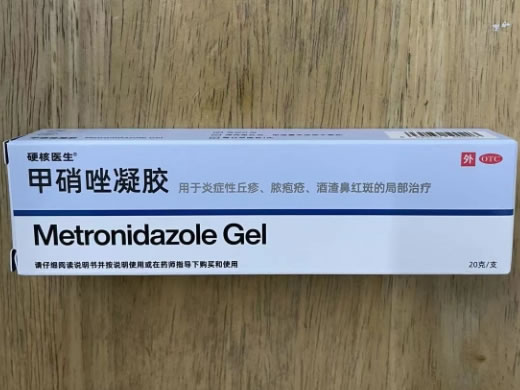 Metronidazole Gel
硬核医生®
外 OTC
甲硝唑凝胶 用于炎症性丘疹、脓疱疮、酒渣鼻红斑的局部治疗
Metronidazole Gel
请仔细阅读说明书并按说明使用或在药师指导下购买和使用
20克/支